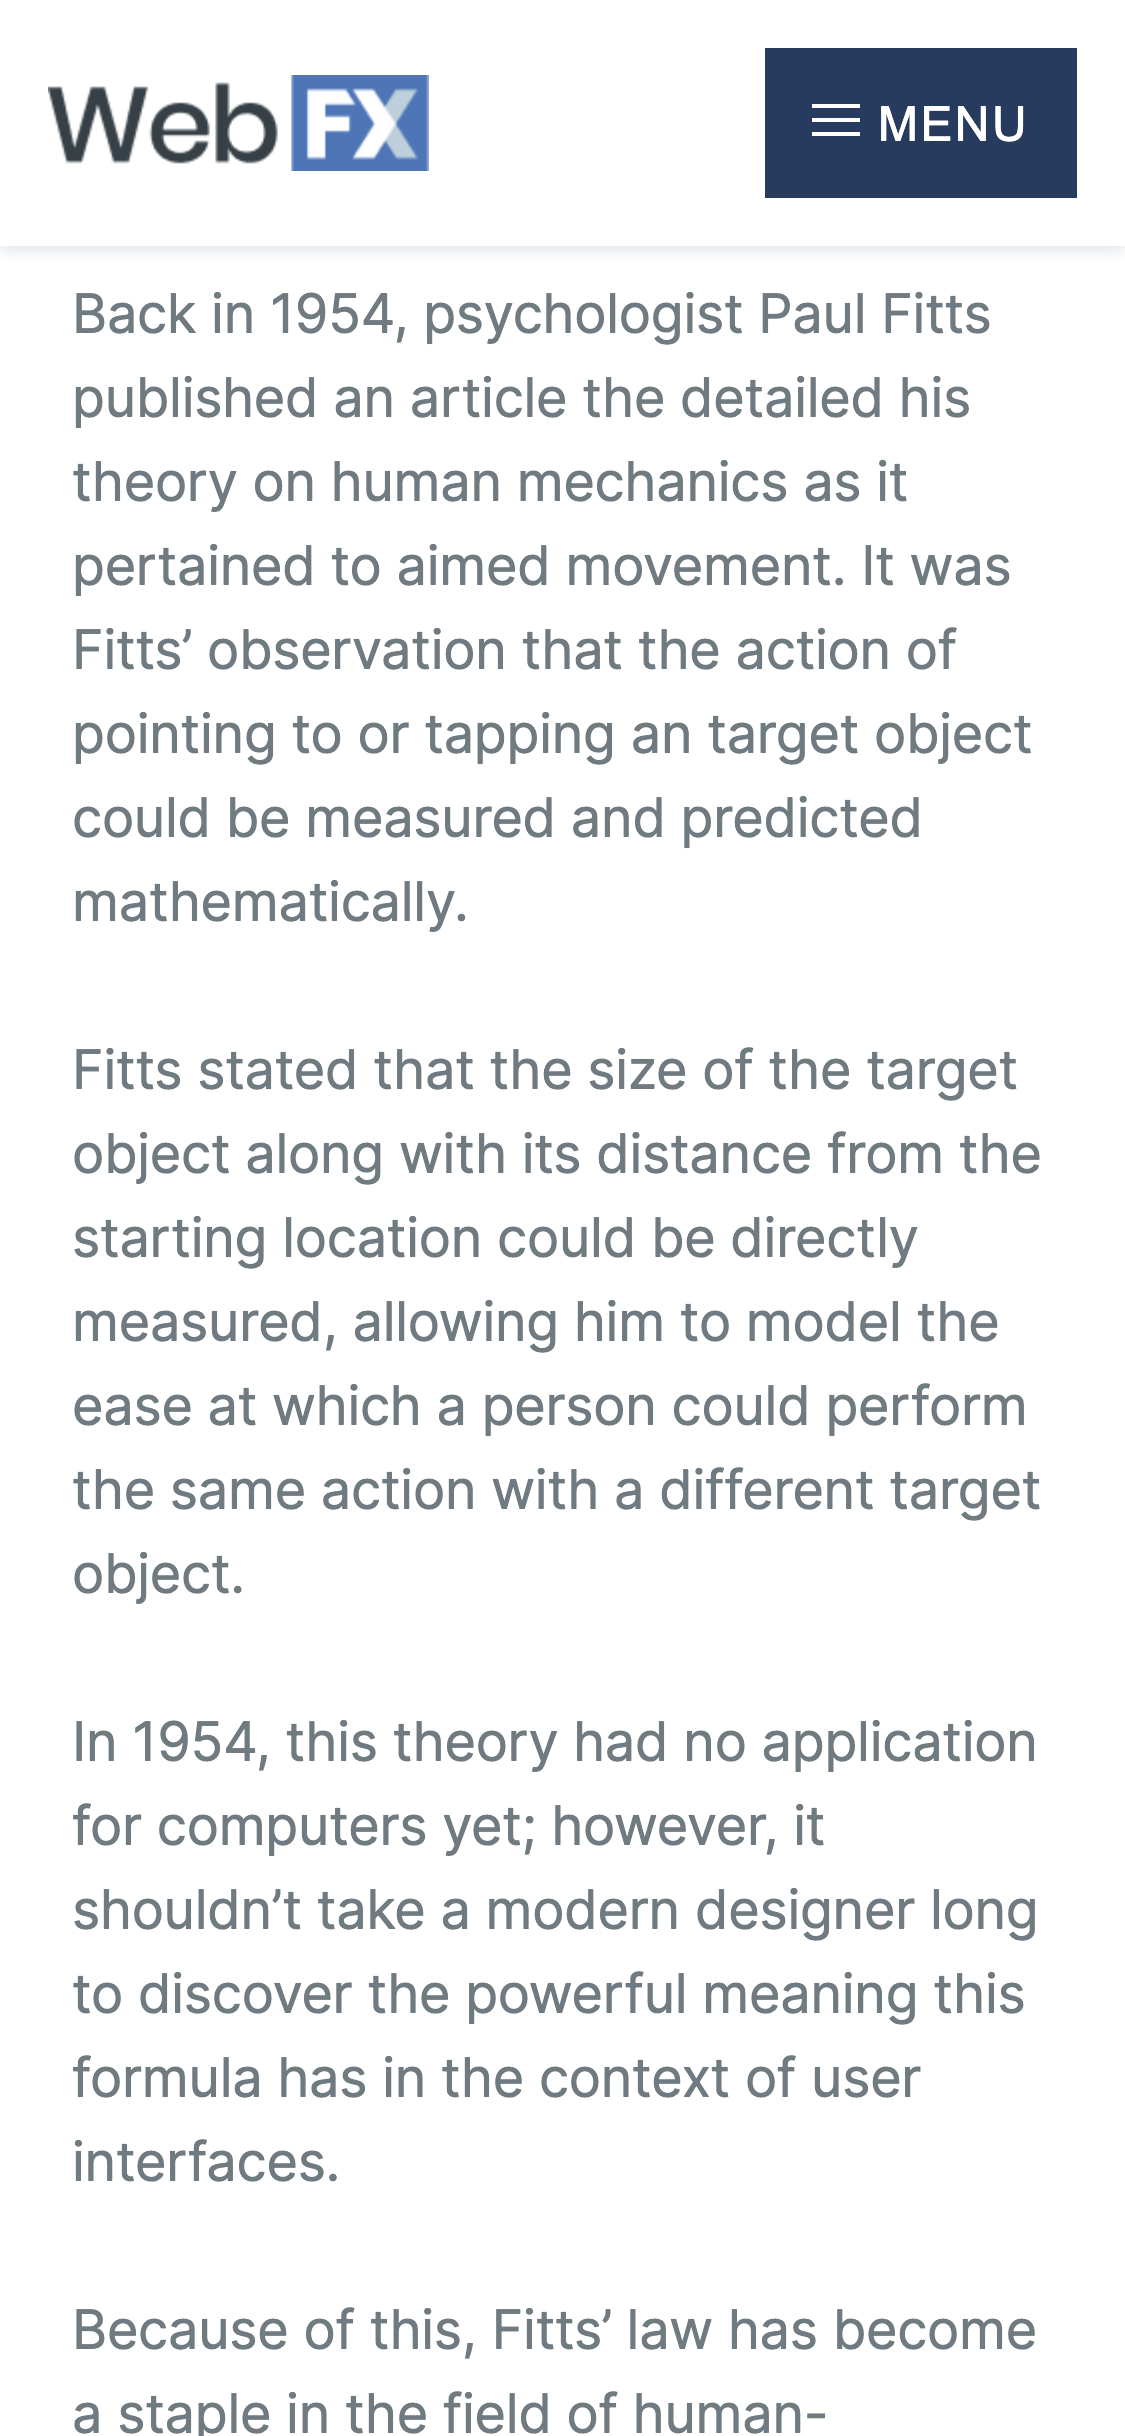 Web FX
MENU
Back in 1954, psychologist Paul Fitts
published an article the detailed his
theory on human mechanics as it
pertained to aimed movement. It was
Fitts’ observation that the action of
pointing to or tapping an target object
could be measured and predicted
mathematically.
Fitts stated that the size of the target
object along with its distance from the
starting location could be directly
measured, allowing him to model the
ease at which a person could perform
the same action with a different target
object.
In 1954, this theory had no application
for computers yet; however, it
shouldn’t take a modern designer long
to discover the powerful meaning this
formula has in the context of user
interfaces.
Because of this, Fitts’ law has become
a staple in the field of human-